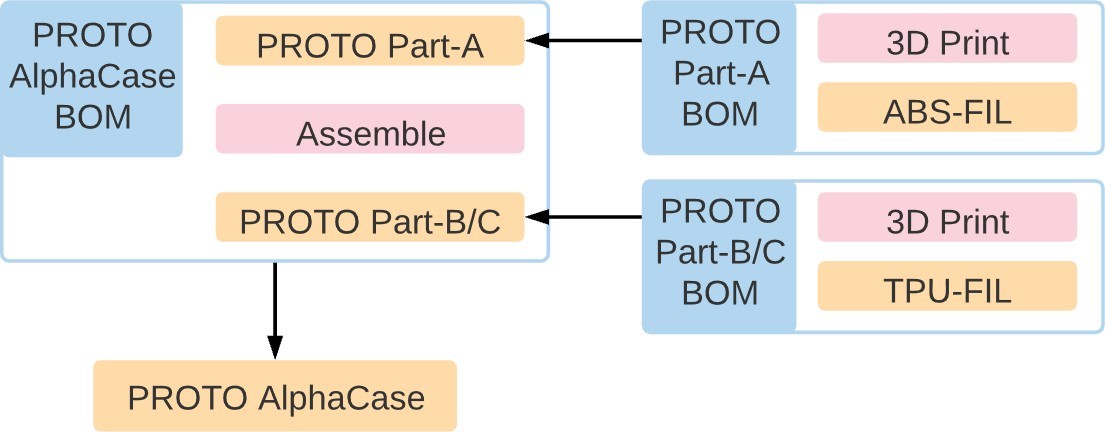 PROTO
AlphaCase
BOM
PROTO Part-A
Assemble
PROTO Part-B/C
PROTO
Part-A
BOM
3D Print
ABS-FIL
PROTO
Part-B/C
BOM
3D Print
TPU-FIL
PROTO AlphaCase